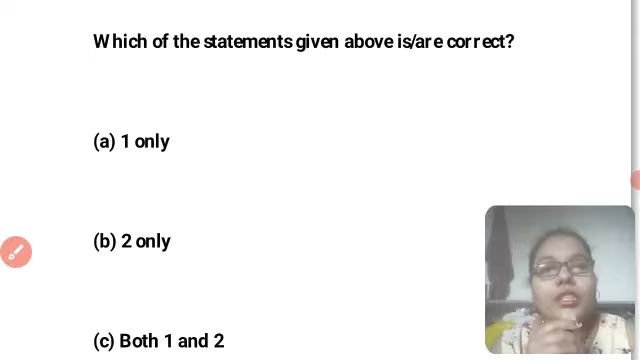 Which of the statements given above is/are correct?
(a) 1 only
(b) 2 only
(c) Both 1 and 2